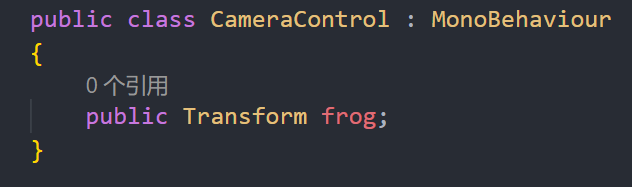 public class CameraControl : MonoBehaviour
{
0 个引用
public Transform frog;
}